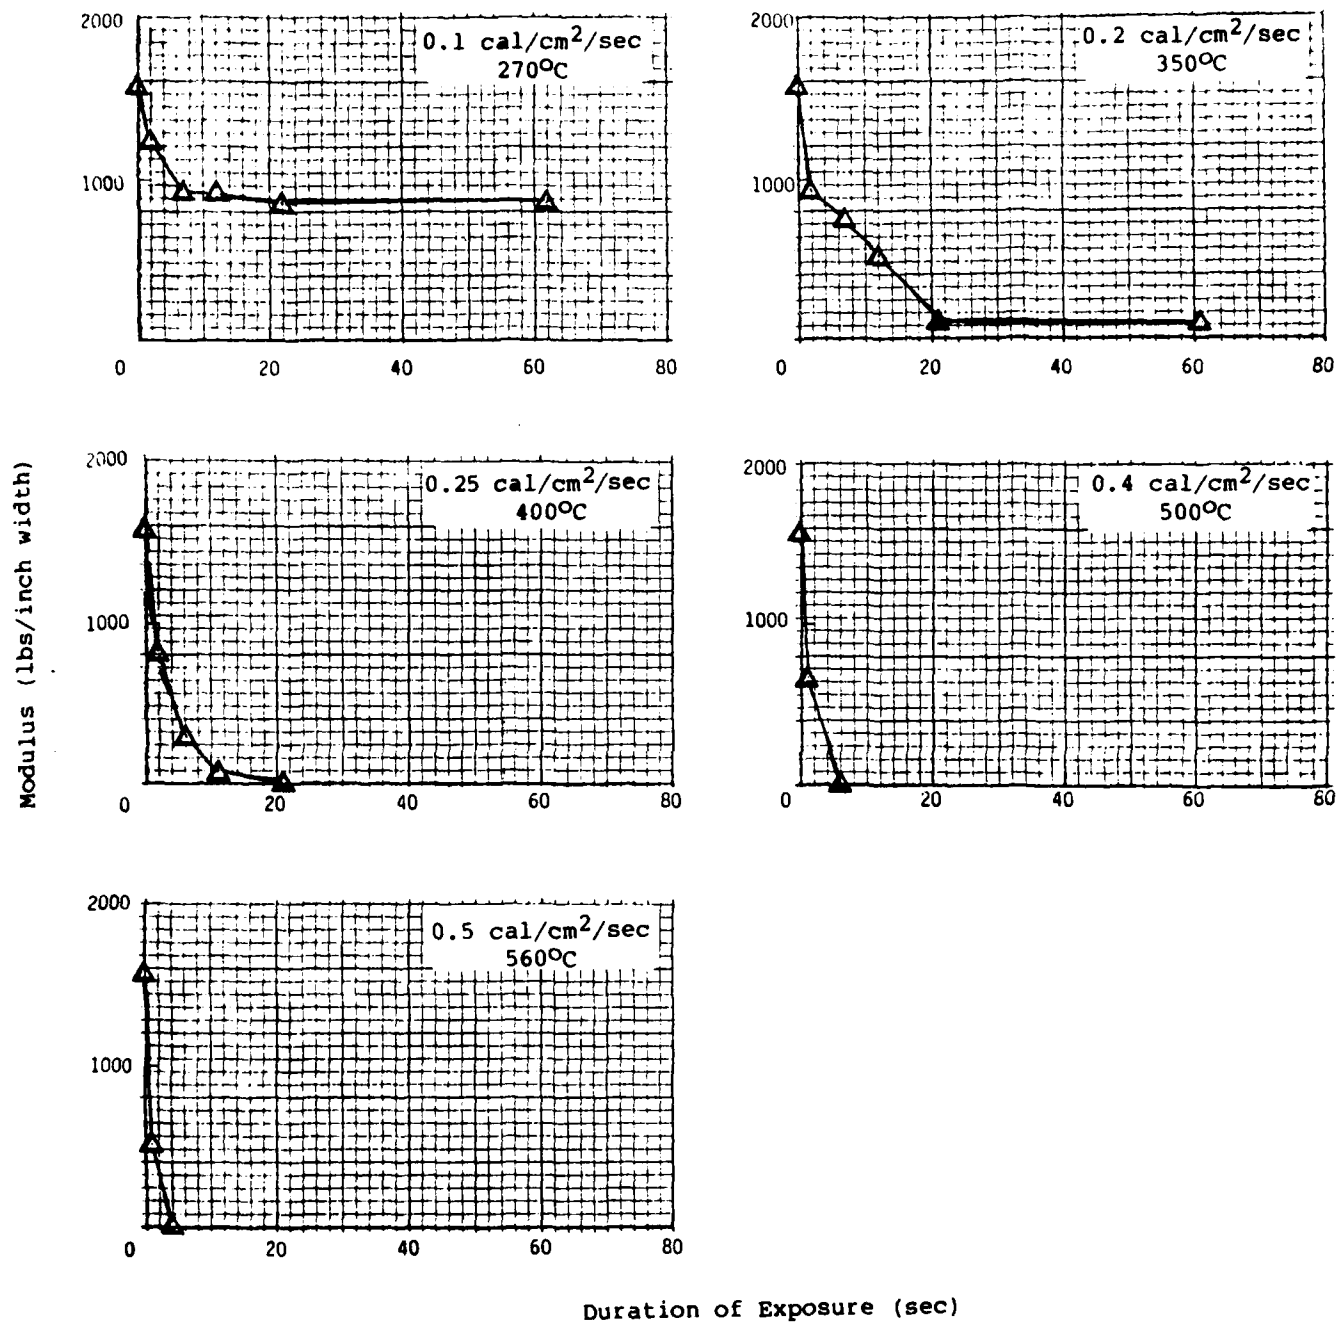 2000
0.1 cal/cm²/sec
270°C
1000
0 20 40 60 80
2000
0.2 cal/cm²/sec
350°C
1000
0 20 40 60 80
Modulus (lbs/inch width)
2000
0.25 cal/cm²/sec
400°C
1000
0 20 40 60 80
2000
0.4 cal/cm²/sec
500°C
1000
0 20 40 60 80
2000
0.5 cal/cm²/sec
560°C
1000
0 20 40 60 80
Duration of Exposure (sec)